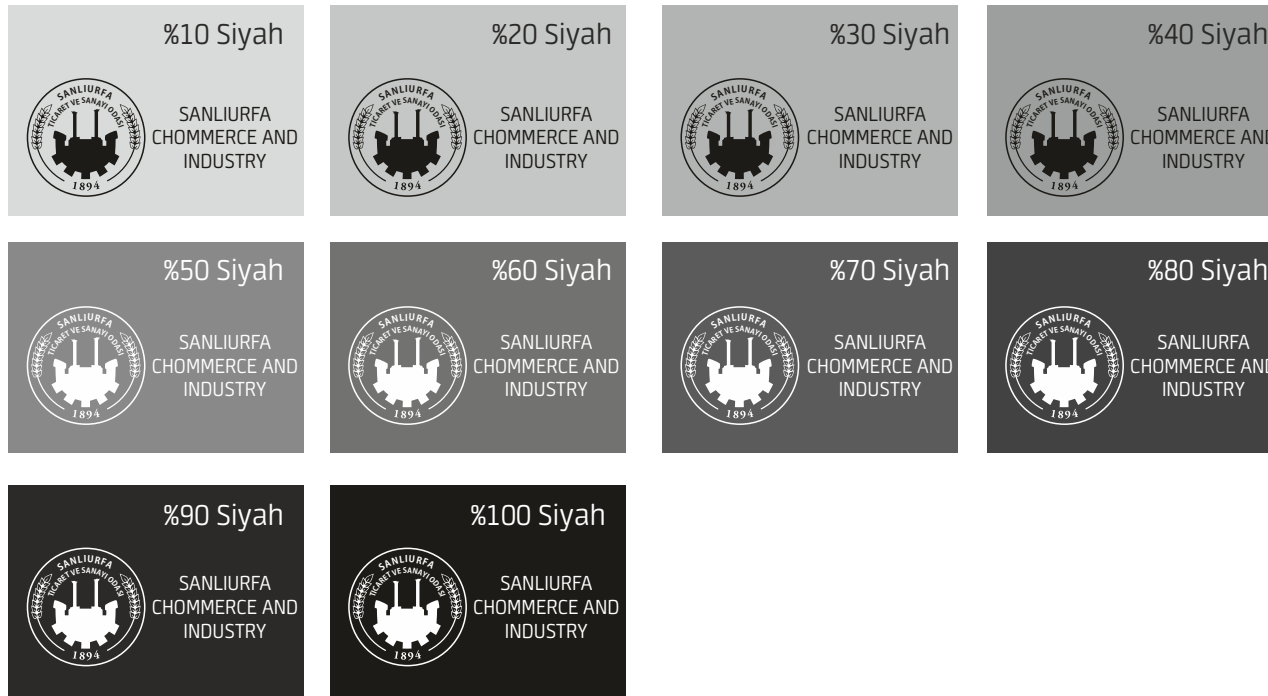 %10 Siyah
SANLIURFA
TİCARET VE SANAYİ ODASI
1894
SANLIURFA
CHOMMERCE AND
INDUSTRY
%20 Siyah
SANLIURFA
TİCARET VE SANAYİ ODASI
1894
SANLIURFA
CHOMMERCE AND
INDUSTRY
%30 Siyah
SANLIURFA
TİCARET VE SANAYİ ODASI
1894
SANLIURFA
CHOMMERCE AND
INDUSTRY
%40 Siyah
SANLIURFA
TİCARET VE SANAYİ ODASI
1894
SANLIURFA
CHOMMERCE AND
INDUSTRY
%50 Siyah
SANLIURFA
TİCARET VE SANAYİ ODASI
1894
SANLIURFA
CHOMMERCE AND
INDUSTRY
%60 Siyah
SANLIURFA
TİCARET VE SANAYİ ODASI
1894
SANLIURFA
CHOMMERCE AND
INDUSTRY
%70 Siyah
SANLIURFA
TİCARET VE SANAYİ ODASI
1894
SANLIURFA
CHOMMERCE AND
INDUSTRY
%80 Siyah
SANLIURFA
TİCARET VE SANAYİ ODASI
1894
SANLIURFA
CHOMMERCE AND
INDUSTRY
%90 Siyah
SANLIURFA
TİCARET VE SANAYİ ODASI
1894
SANLIURFA
CHOMMERCE AND
INDUSTRY
%100 Siyah
SANLIURFA
TİCARET VE SANAYİ ODASI
1894
SANLIURFA
CHOMMERCE AND
INDUSTRY